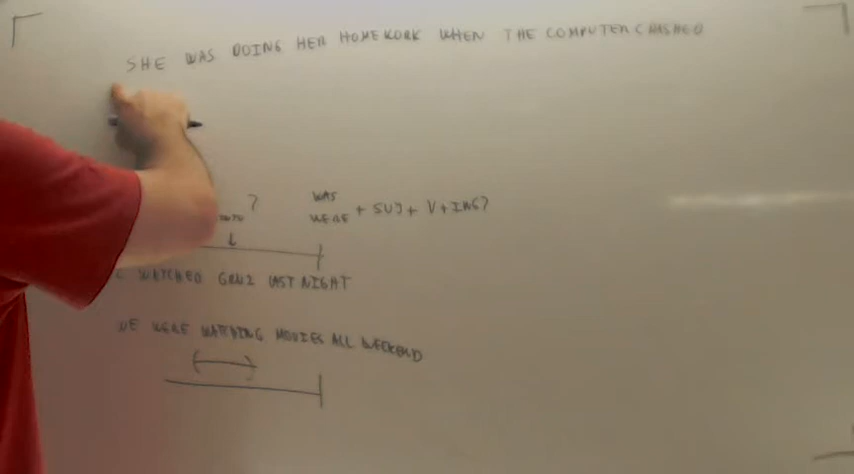 SHE WAS DOING HER HOMEWORK WHEN THE COMPUTER CRASHED
?
WAS
WERE + SUJ + V+ING?
WATCHED GRU2 LAST NIGHT
WE WERE WATCHING MOVIES ALL WEEKEND